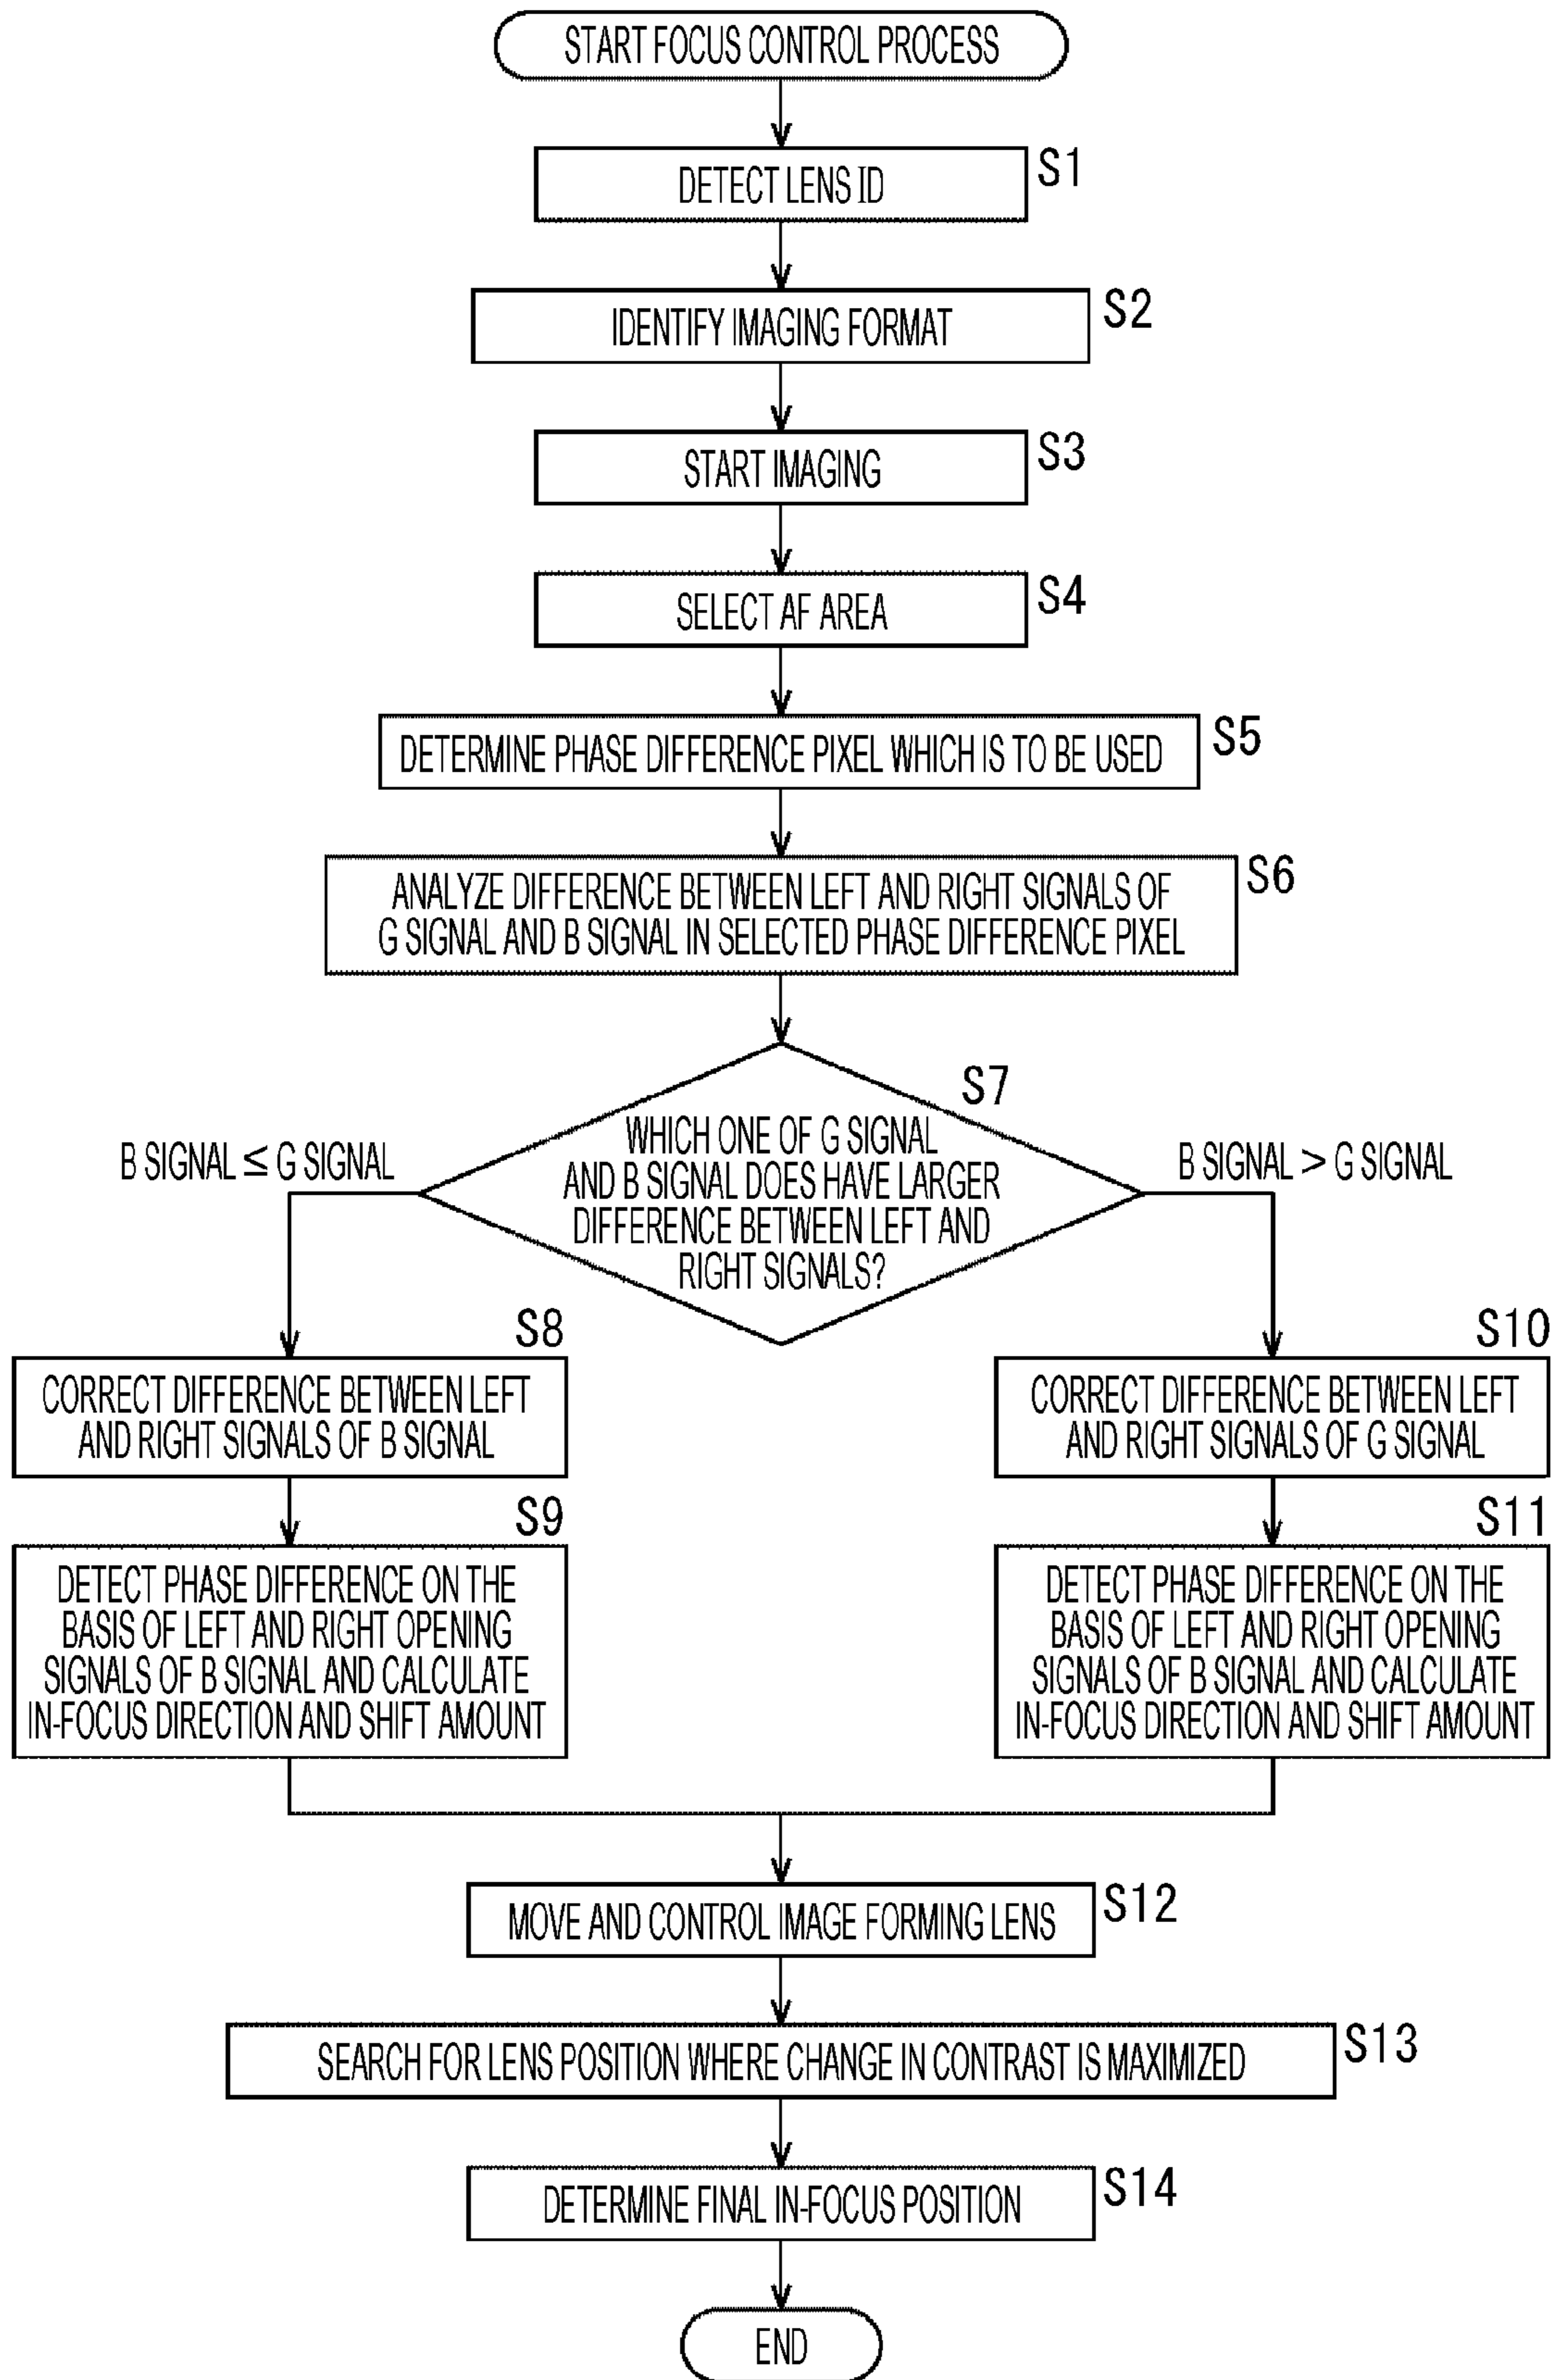 START FOCUS CONTROL PROCESS
S1
DETECT LENS ID
S2
IDENTIFY IMAGING FORMAT
S3
START IMAGING
S4
SELECT AF AREA
S5
DETERMINE PHASE DIFFERENCE PIXEL WHICH IS TO BE USED
S6
ANALYZE DIFFERENCE BETWEEN LEFT AND RIGHT SIGNALS OF
G SIGNAL AND B SIGNAL IN SELECTED PHASE DIFFERENCE PIXEL
S7
WHICH ONE OF G SIGNAL
AND B SIGNAL DOES HAVE LARGER
DIFFERENCE BETWEEN LEFT AND
RIGHT SIGNALS?
B SIGNAL ≤ G SIGNAL
B SIGNAL > G SIGNAL
S8
CORRECT DIFFERENCE BETWEEN LEFT
AND RIGHT SIGNALS OF B SIGNAL
S9
DETECT PHASE DIFFERENCE ON THE
BASIS OF LEFT AND RIGHT OPENING
SIGNALS OF B SIGNAL AND CALCULATE
IN-FOCUS DIRECTION AND SHIFT AMOUNT
S10
CORRECT DIFFERENCE BETWEEN LEFT
AND RIGHT SIGNALS OF G SIGNAL
S11
DETECT PHASE DIFFERENCE ON THE
BASIS OF LEFT AND RIGHT OPENING
SIGNALS OF B SIGNAL AND CALCULATE
IN-FOCUS DIRECTION AND SHIFT AMOUNT
S12
MOVE AND CONTROL IMAGE FORMING LENS
S13
SEARCH FOR LENS POSITION WHERE CHANGE IN CONTRAST IS MAXIMIZED
S14
DETERMINE FINAL IN-FOCUS POSITION
END